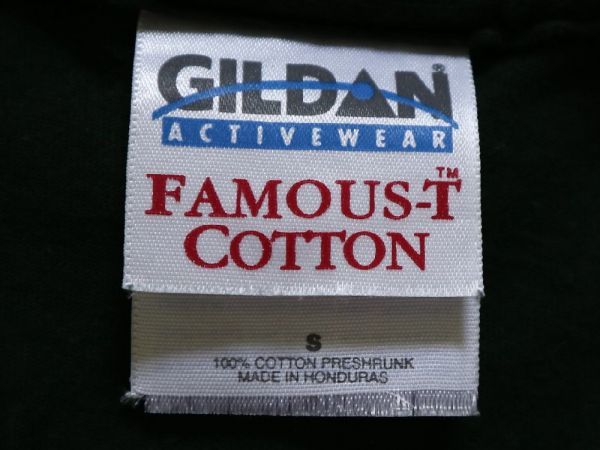 GILDAN®
ACTIVEWEAR
FAMOUS-T™
COTTON
S
100% COTTON PRESHRUNK
MADE IN HONDURAS